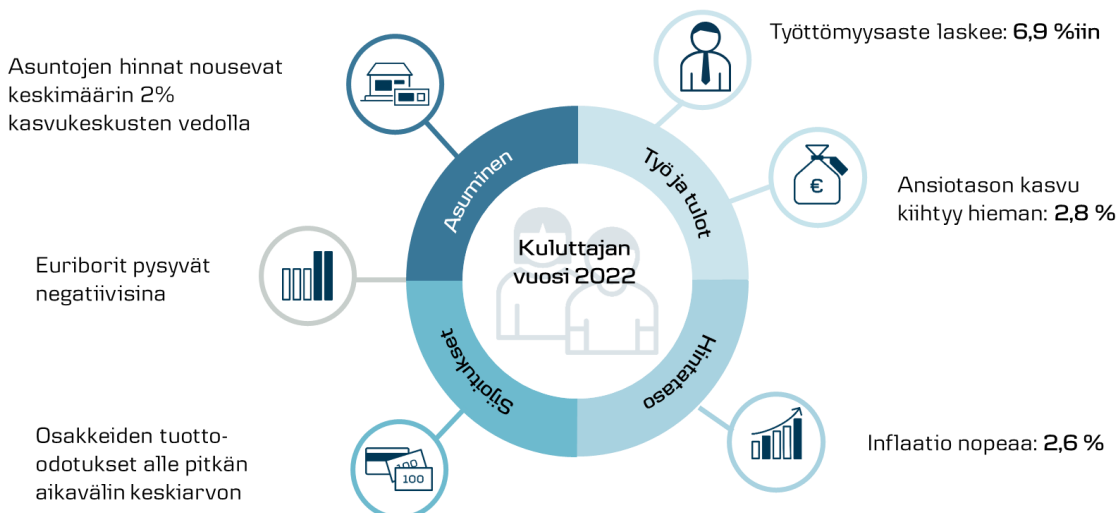 Työttömyysaste laskee: 6,9 %iin
Asuntojen hinnat nousevat
keskimäärin 2%
kasvukeskusten vedolla
Asuminen
Työ ja tulot
€
Ansiotason kasvu
kiihtyy hieman: 2,8 %
Kuluttajan
vuosi 2022
Euriborit pysyvät
negatiivisina
Sijoitukset
Hintataso
Osakkeiden tuotto-
odotukset alle pitkän
aikavälin keskiarvon
100
100
Inflaatio nopeaa: 2,6 %